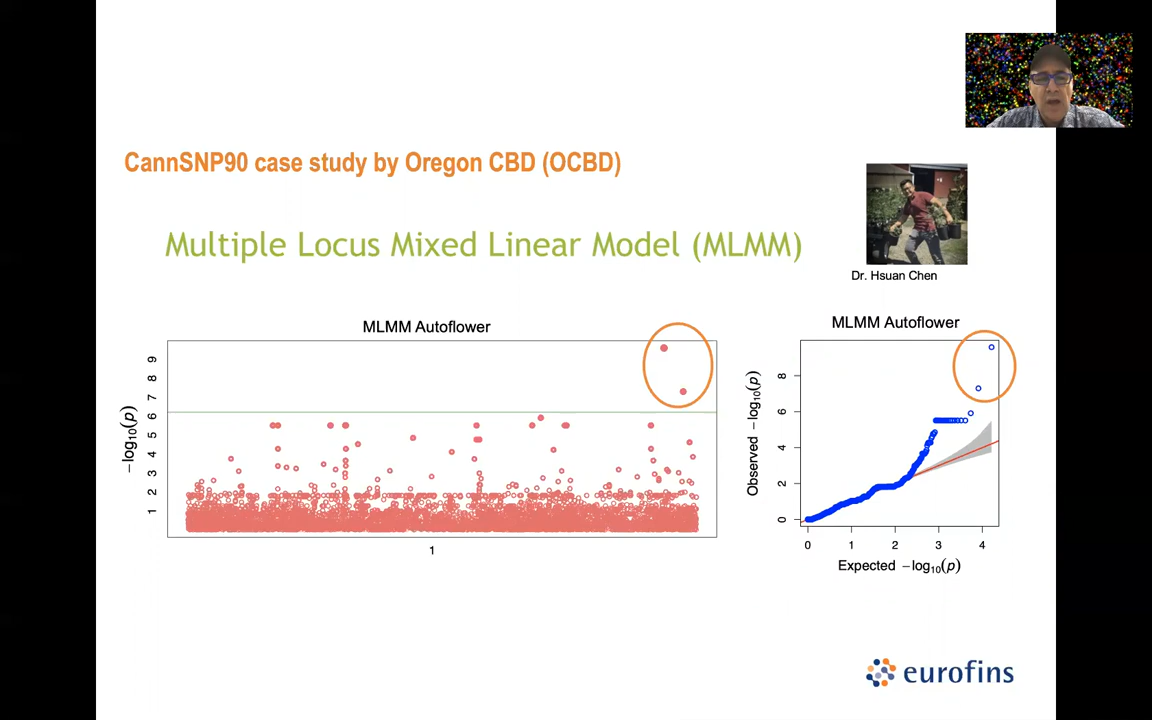 CannSNP90 case study by Oregon CBD (OCBD)
Multiple Locus Mixed Linear Model (MLMM)
Dr. Hsuan Chen
MLMM Autoflower
−log10(p)
9
8
7
6
5
4
3
2
1
1
MLMM Autoflower
Observed −log10(p)
8
6
4
2
0
0 1 2 3 4
Expected −log10(p)
eurofins